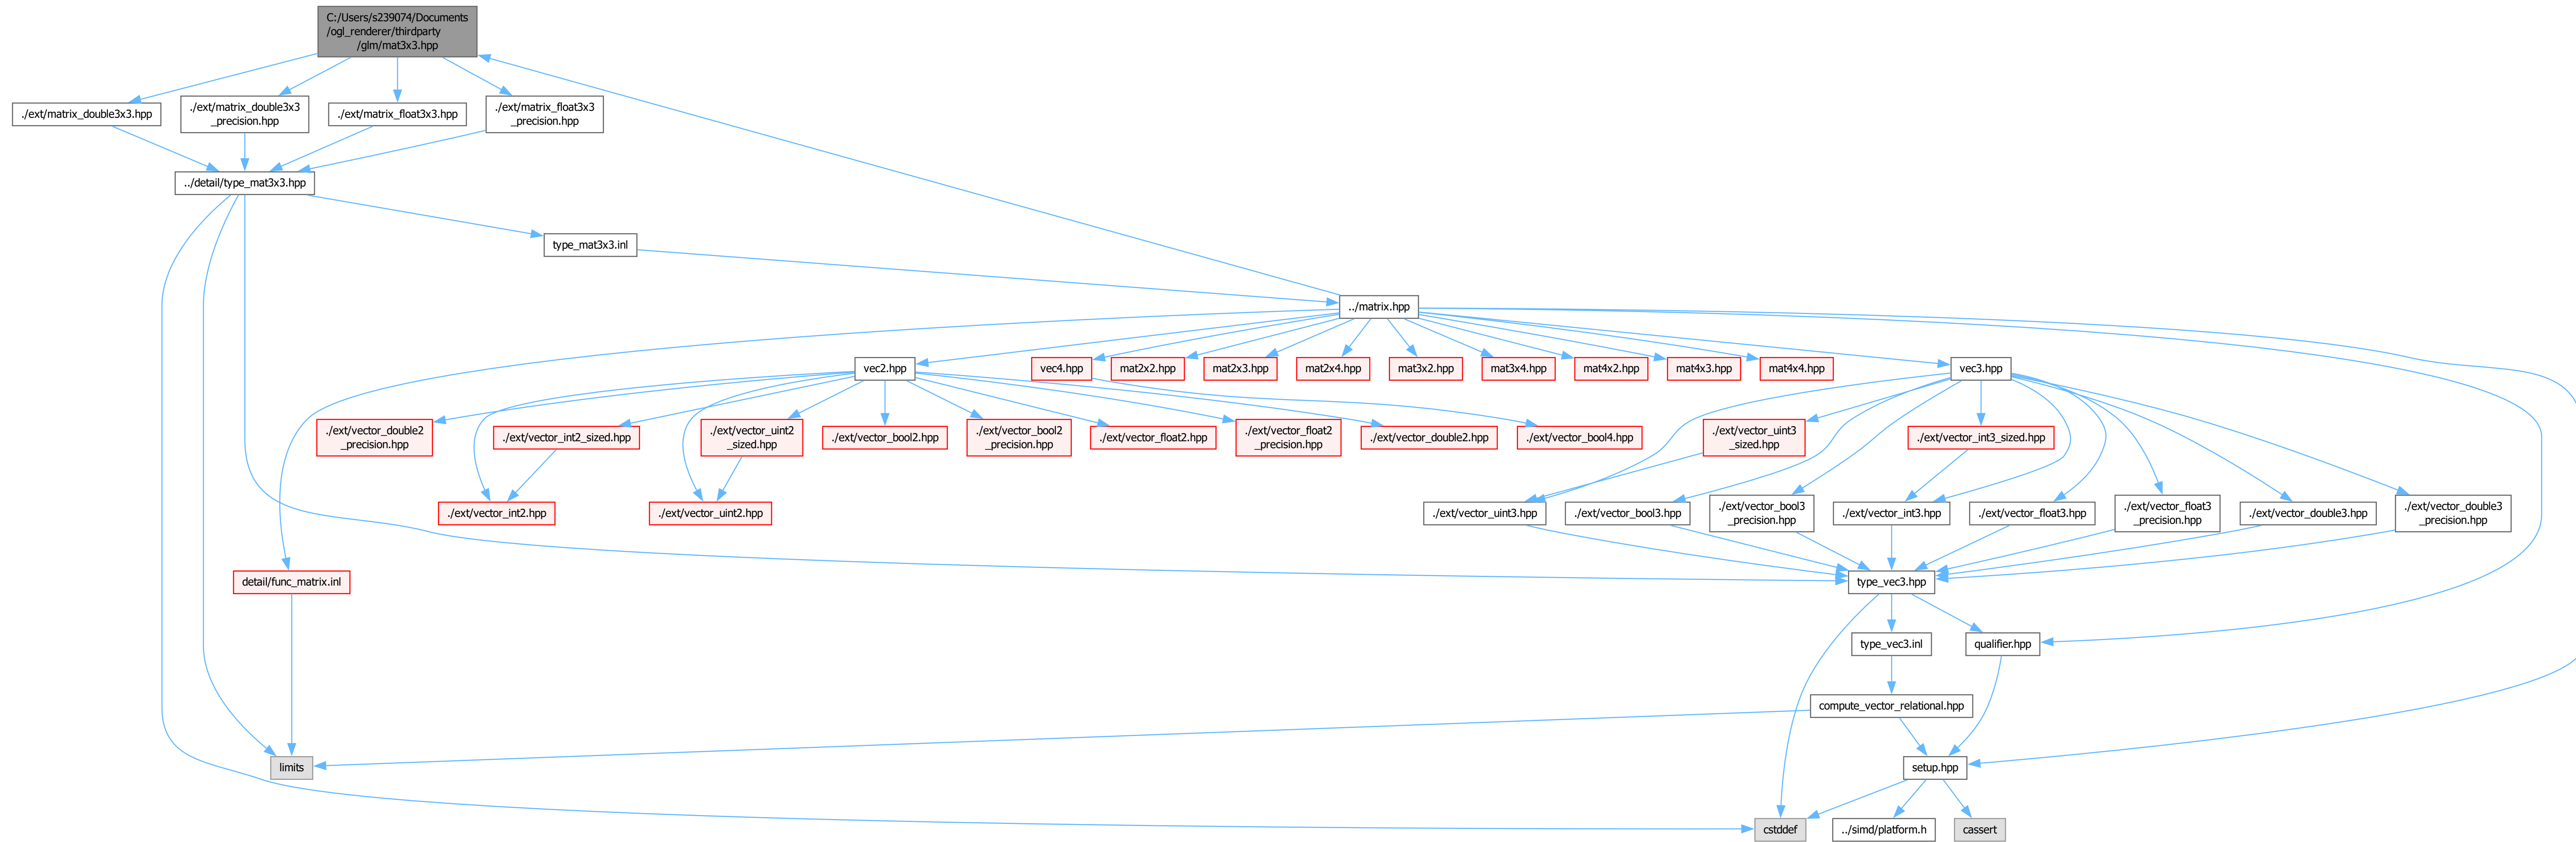 C:/Users/s239074/Documents
/ogl_renderer/thirdparty
/glm/mat3x3.hpp
./ext/matrix_double3x3.hpp
./ext/matrix_double3x3
_precision.hpp
./ext/matrix_float3x3.hpp
./ext/matrix_float3x3
_precision.hpp
../detail/type_mat3x3.hpp
type_mat3x3.inl
../matrix.hpp
vec2.hpp
vec4.hpp
mat2x2.hpp
mat2x3.hpp
mat2x4.hpp
mat3x2.hpp
mat3x4.hpp
mat4x2.hpp
mat4x3.hpp
mat4x4.hpp
vec3.hpp
./ext/vector_double2
_precision.hpp
./ext/vector_int2_sized.hpp
./ext/vector_uint2
_sized.hpp
./ext/vector_bool2.hpp
./ext/vector_bool2
_precision.hpp
./ext/vector_float2.hpp
./ext/vector_float2
_precision.hpp
./ext/vector_double2.hpp
./ext/vector_bool4.hpp
./ext/vector_uint3
_sized.hpp
./ext/vector_int3_sized.hpp
./ext/vector_int2.hpp
./ext/vector_uint2.hpp
./ext/vector_uint3.hpp
./ext/vector_bool3.hpp
./ext/vector_bool3
_precision.hpp
./ext/vector_int3.hpp
./ext/vector_float3.hpp
./ext/vector_float3
_precision.hpp
./ext/vector_double3.hpp
./ext/vector_double3
_precision.hpp
detail/func_matrix.inl
type_vec3.hpp
type_vec3.inl
qualifier.hpp
compute_vector_relational.hpp
limits
setup.hpp
cstddef
../simd/platform.h
cassert